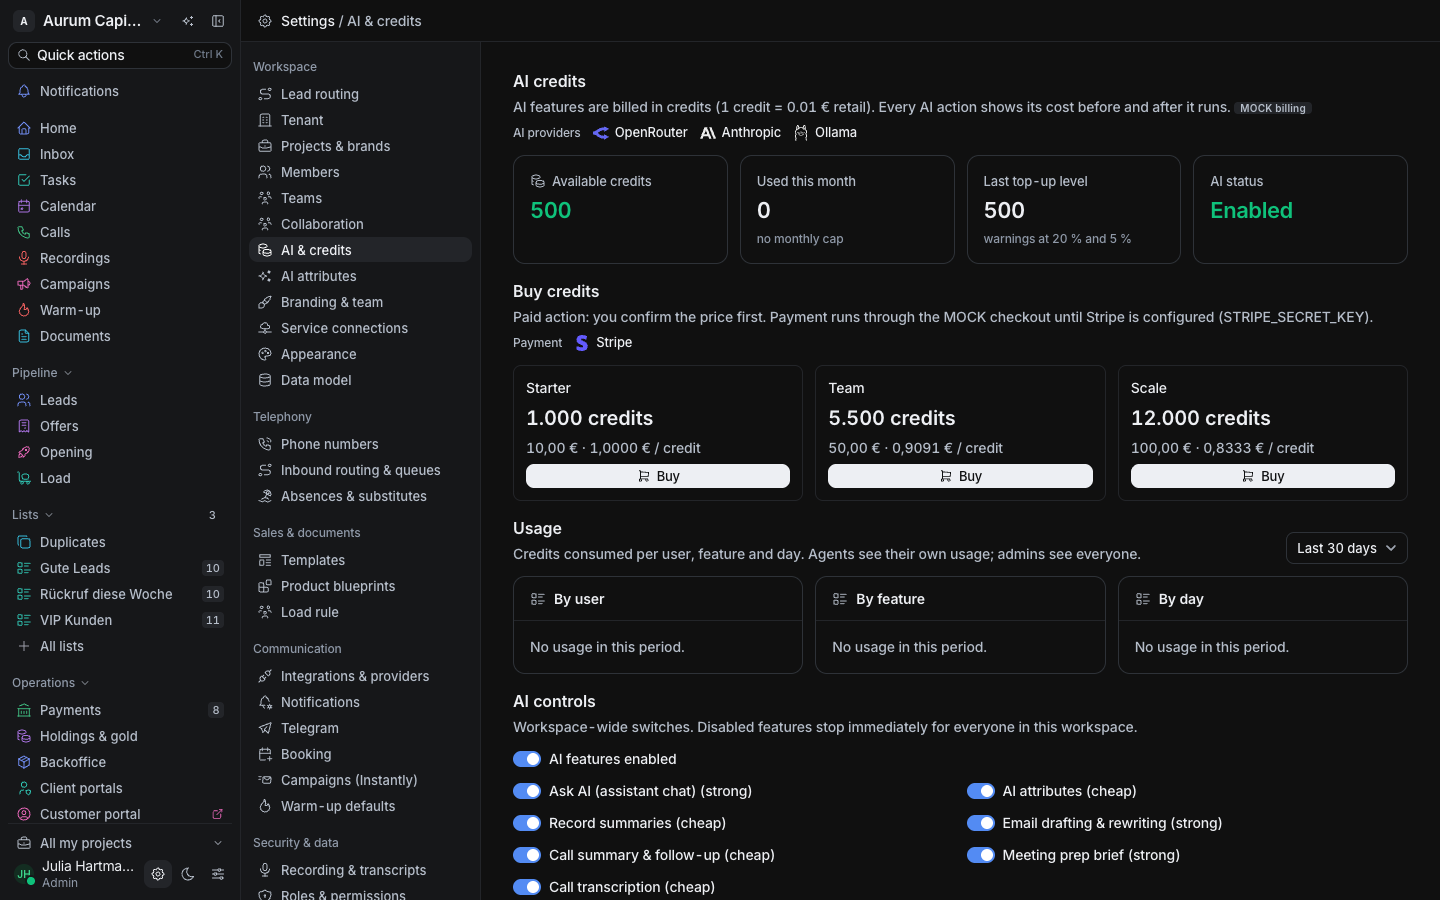 A
Aurum Capi...
Quick actions
Ctrl K
Notifications
Home
Inbox
Tasks
Calendar
Calls
Recordings
Campaigns
Warm-up
Documents
Pipeline
Leads
Offers
Opening
Load
Lists
3
Duplicates
Gute Leads
10
Rückruf diese Woche
10
VIP Kunden
11
All lists
Operations
Payments
8
Holdings & gold
Backoffice
Client portals
Customer portal
All my projects
JH
Julia Hartma...
Admin
Settings / AI & credits
Workspace
Lead routing
Tenant
Projects & brands
Members
Teams
Collaboration
AI & credits
AI attributes
Branding & team
Service connections
Appearance
Data model
Telephony
Phone numbers
Inbound routing & queues
Absences & substitutes
Sales & documents
Templates
Product blueprints
Load rule
Communication
Integrations & providers
Notifications
Telegram
Booking
Campaigns (Instantly)
Warm-up defaults
Security & data
Recording & transcripts
Roles & permissions
AI credits
AI features are billed in credits (1 credit = 0.01 € retail). Every AI action shows its cost before and after it runs. MOCK billing
AI providers OpenRouter Anthropic Ollama
Available credits
500
Used this month
0
no monthly cap
Last top-up level
500
warnings at 20 % and 5 %
AI status
Enabled
Buy credits
Paid action: you confirm the price first. Payment runs through the MOCK checkout until Stripe is configured (STRIPE_SECRET_KEY).
Payment Stripe
Starter
1.000 credits
10,00 € · 1,0000 € / credit
Buy
Team
5.500 credits
50,00 € · 0,9091 € / credit
Buy
Scale
12.000 credits
100,00 € · 0,8333 € / credit
Buy
Usage
Credits consumed per user, feature and day. Agents see their own usage; admins see everyone.
Last 30 days
By user
No usage in this period.
By feature
No usage in this period.
By day
No usage in this period.
AI controls
Workspace-wide switches. Disabled features stop immediately for everyone in this workspace.
AI features enabled
Ask AI (assistant chat) (strong)
AI attributes (cheap)
Record summaries (cheap)
Email drafting & rewriting (strong)
Call summary & follow-up (cheap)
Meeting prep brief (strong)
Call transcription (cheap)